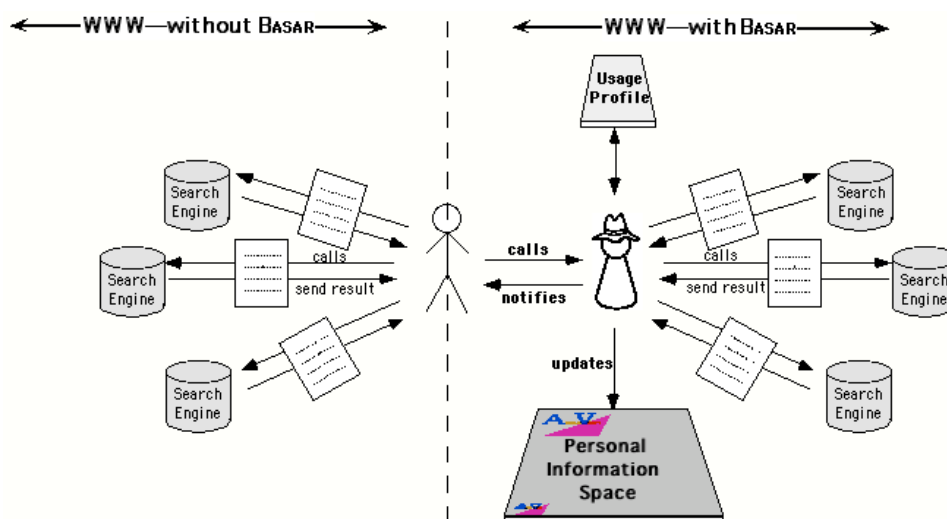 WWW—without BASAR
WWW—with BASAR
Usage
Profile
Search
Engine
Search
Engine
calls
send result
calls
notifies
calls
send result
Search
Engine
Search
Engine
Search
Engine
updates
Search
Engine
A V
Personal
Information
Space
AV